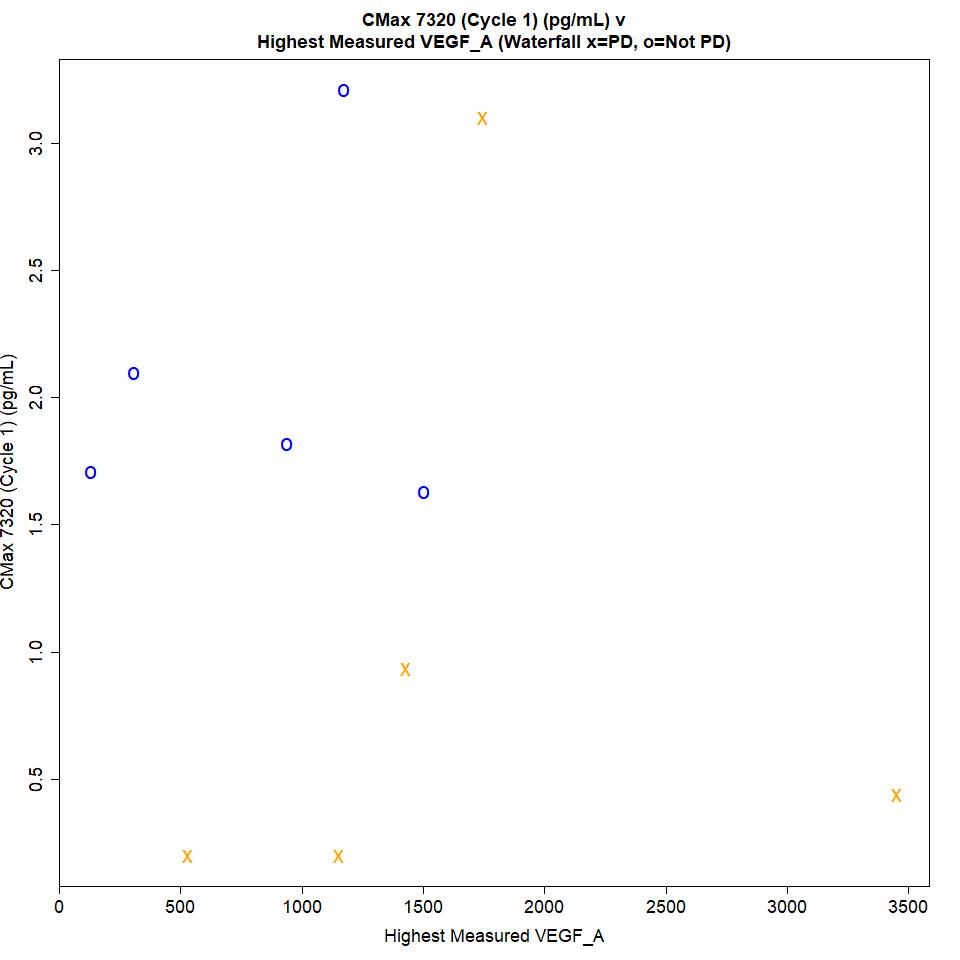 CMax 7320 (Cycle 1) (pg/mL) v
Highest Measured VEGF_A (Waterfall x=PD, o=Not PD)
CMax 7320 (Cycle 1) (pg/mL)
3.0
2.5
2.0
1.5
1.0
0.5
O
X
O
O
O
O
X
X
X
X
0
500
1000
1500
2000
2500
3000
3500
Highest Measured VEGF_A